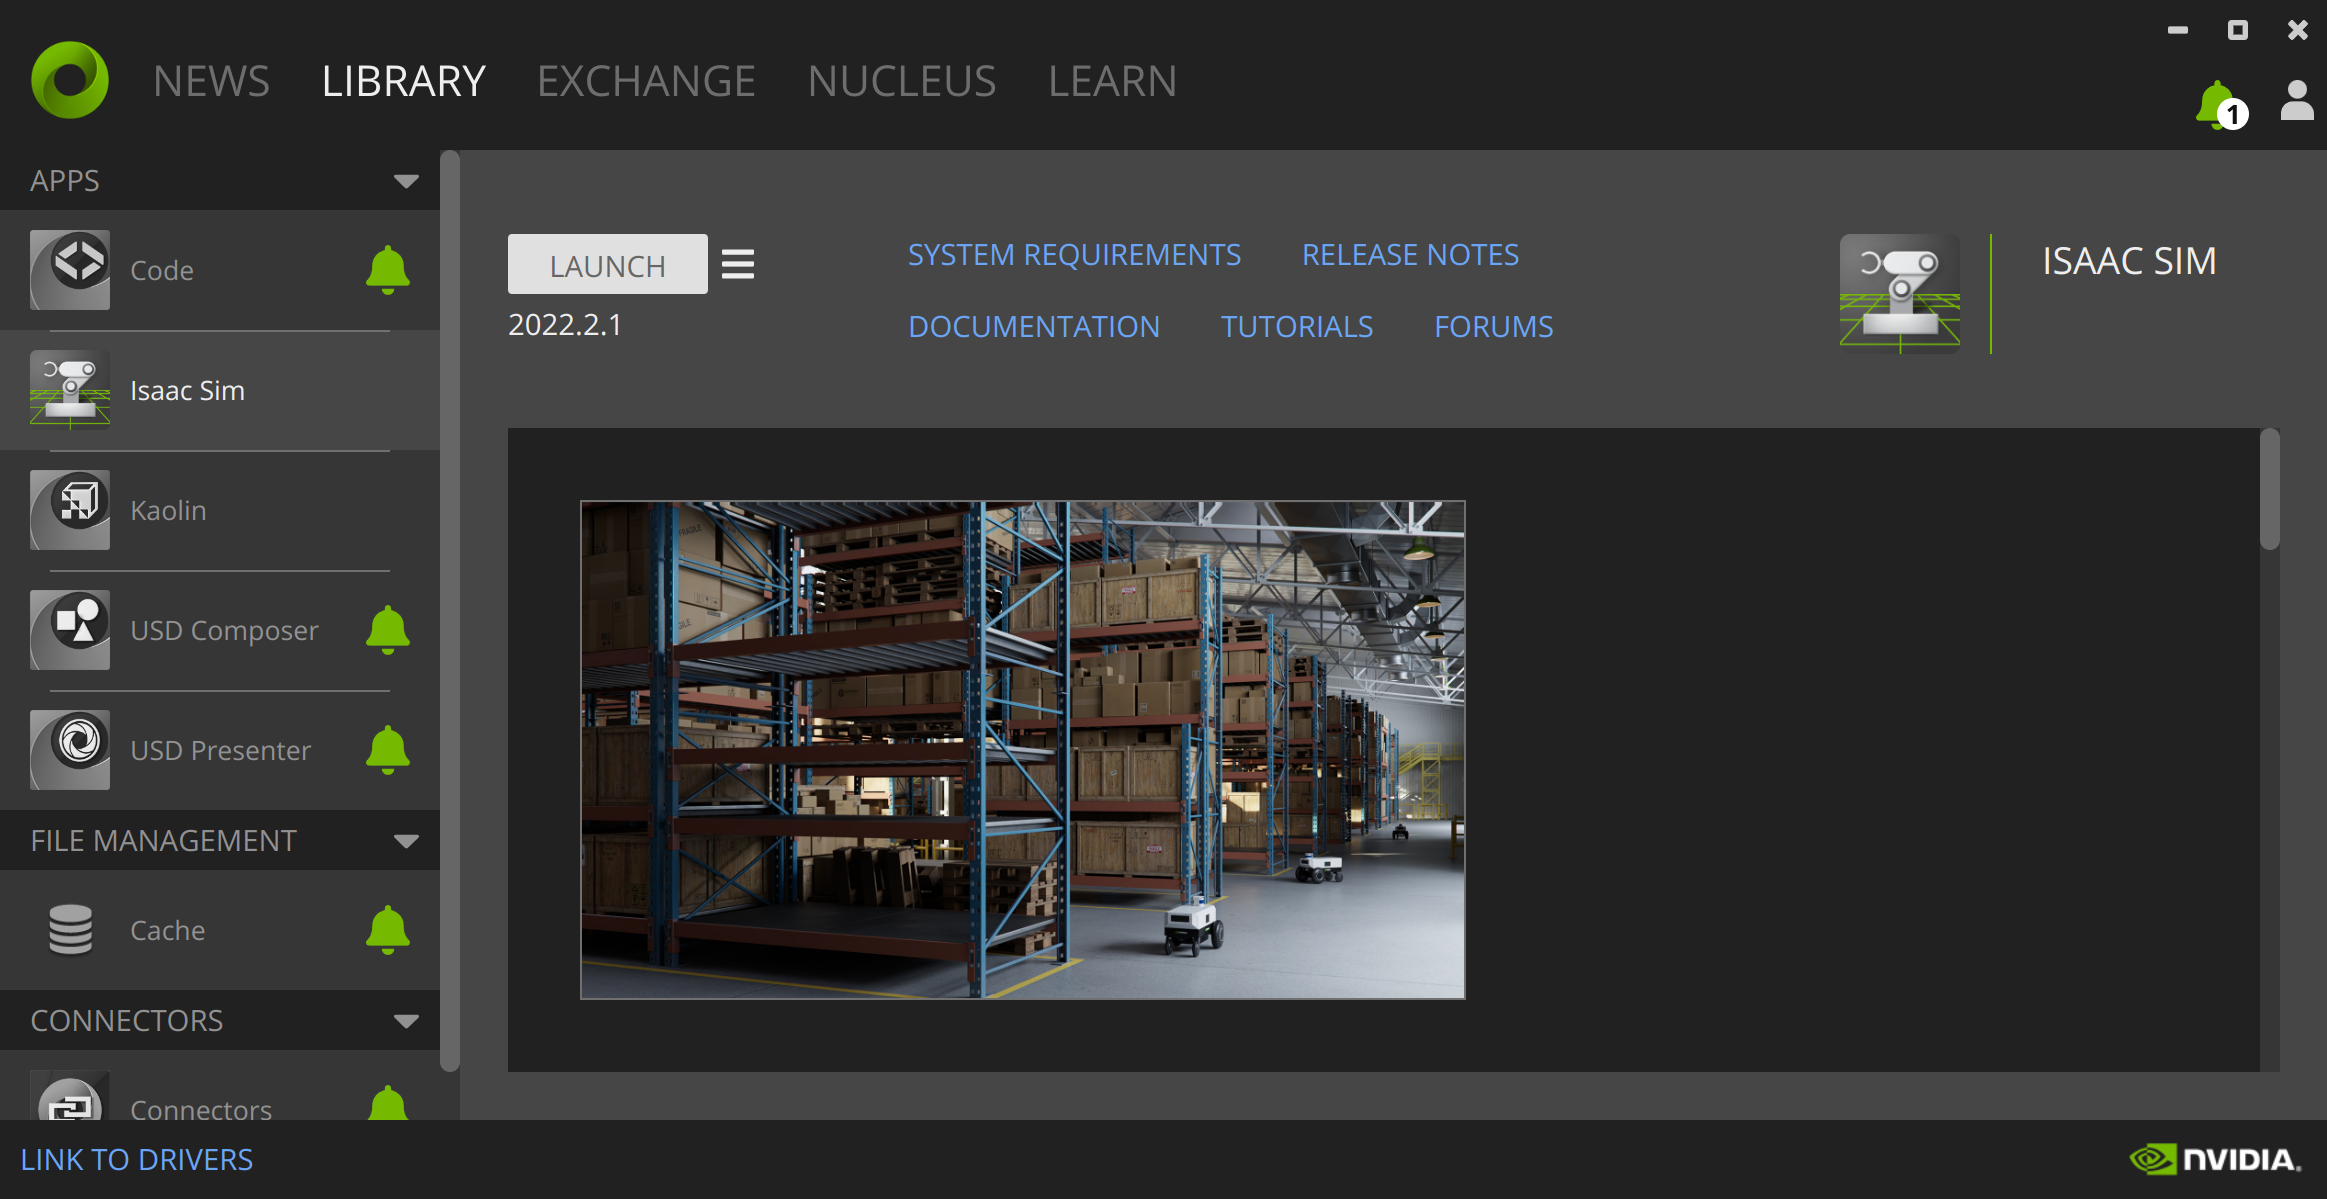 NEWS LIBRARY EXCHANGE NUCLEUS LEARN
1
APPS
Code
Isaac Sim
Kaolin
USD Composer
USD Presenter
FILE MANAGEMENT
Cache
CONNECTORS
Connectors
LAUNCH
2022.2.1
SYSTEM REQUIREMENTS RELEASE NOTES
DOCUMENTATION TUTORIALS FORUMS
ISAAC SIM
FRAGILE
LINK TO DRIVERS
NVIDIA.